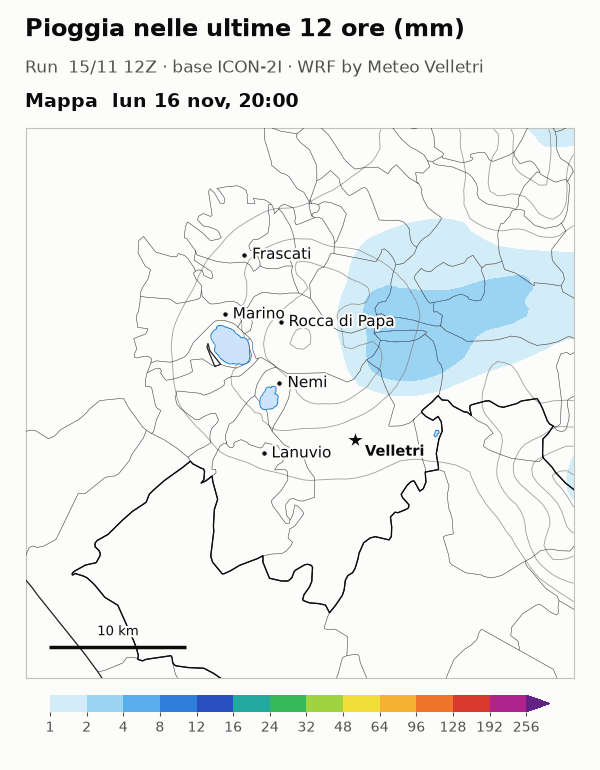 Pioggia nelle ultime 12 ore (mm)
Run  15/11 12Z · base ICON-2I · WRF by Meteo Velletri
Mappa  lun 16 nov, 20:00
Frascati
Marino
Rocca di Papa
Nemi
Velletri
Lanuvio
10 km
1 2 4 8 12 16 24 32 48 64 96 128 192 256